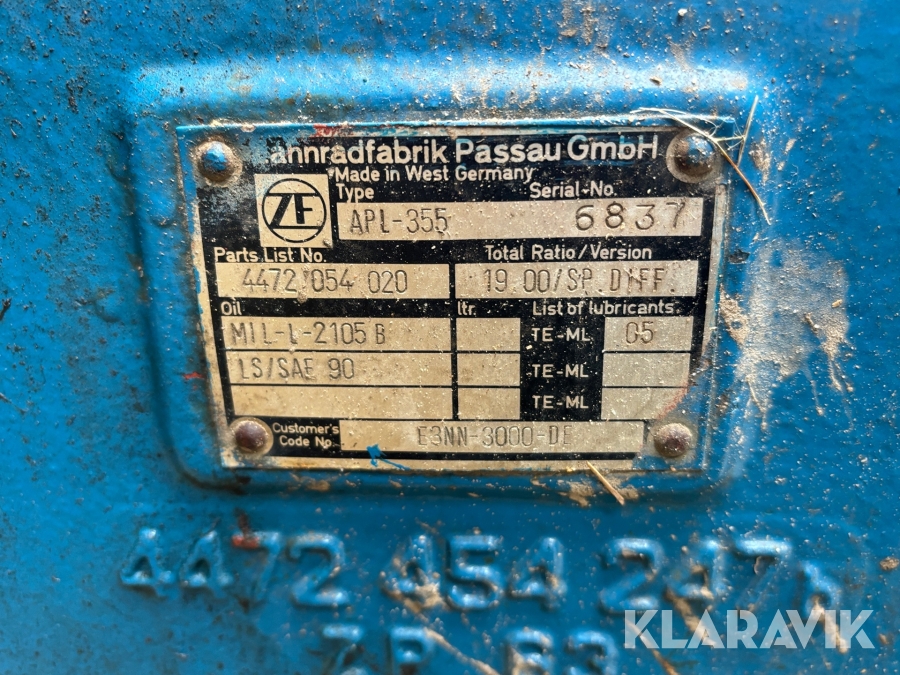 annradfabrik Passau GmbH
Made in West Germany
Type Serial-No.
ZF APL-355 6837
Parts List No. Total Ratio/Version
4472 054 020 19.00/SP.DIFF.
Oil ltr. List of lubricants.
MIL-L-2105 B TE-ML 05
LS/SAE 90 TE-ML
TE-ML
Customer's
Code No. E3NN-3000-DE
4472 454 247
KLARAVIK